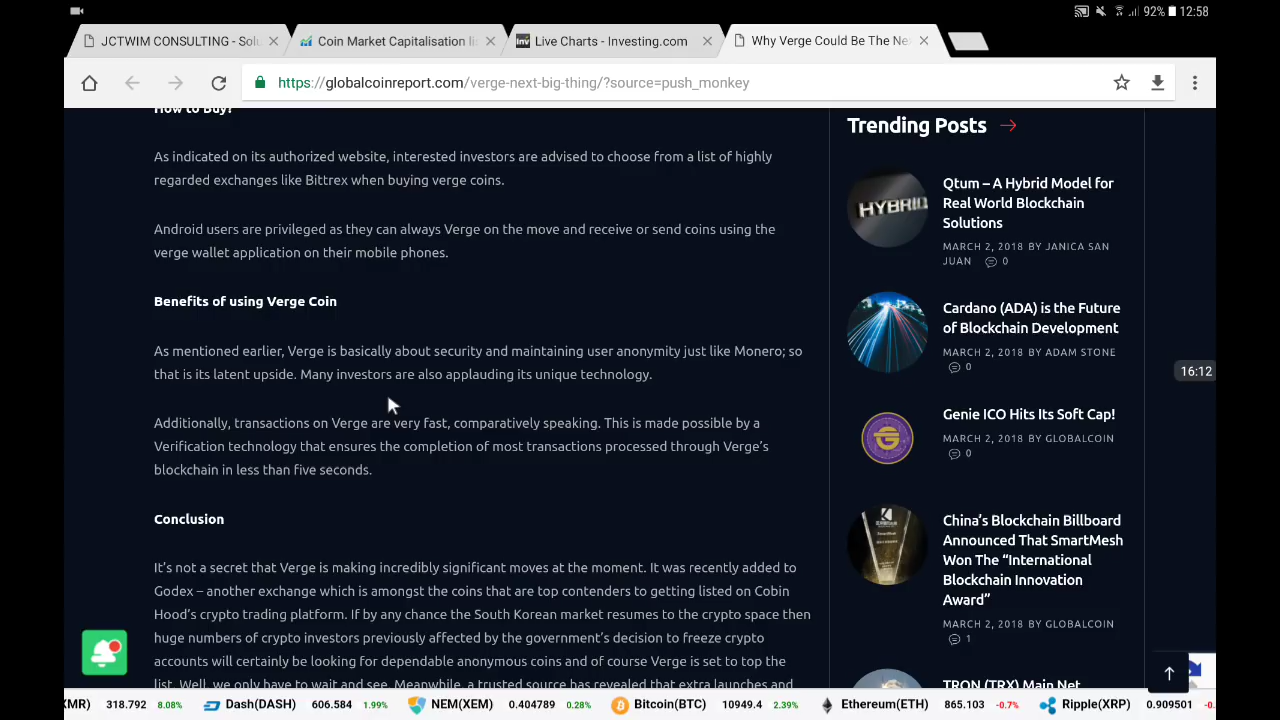 92% 12:58
JCTWIM CONSULTING - Solu
Coin Market Capitalisation li
Live Charts - Investing.com
Why Verge Could Be The Ne
https://globalcoinreport.com/verge-next-big-thing/?source=push_monkey
How to Buy?
As indicated on its authorized website, interested investors are advised to choose from a list of highly
regarded exchanges like Bittrex when buying verge coins.
Android users are privileged as they can always Verge on the move and receive or send coins using the
verge wallet application on their mobile phones.
Benefits of using Verge Coin
As mentioned earlier, Verge is basically about security and maintaining user anonymity just like Monero; so
that is its latent upside. Many investors are also applauding its unique technology.
Additionally, transactions on Verge are very fast, comparatively speaking. This is made possible by a
Verification technology that ensures the completion of most transactions processed through Verge's
blockchain in less than five seconds.
Conclusion
It's not a secret that Verge is making incredibly significant moves at the moment. It was recently added to
Godex – another exchange which is amongst the coins that are top contenders to getting listed on Cobin
Hood's crypto trading platform. If by any chance the South Korean market resumes to the crypto space then
huge numbers of crypto investors previously affected by the government's decision to freeze crypto
accounts will certainly be looking for dependable anonymous coins and of course Verge is set to top the
list. Well, we only have to wait and see. Meanwhile, a trusted source has revealed that extra launches and
Trending Posts
Qtum – A Hybrid Model for
Real World Blockchain
Solutions
MARCH 2, 2018 BY JANICA SAN
JUAN 0
HYBRID
Cardano (ADA) is the Future
of Blockchain Development
MARCH 2, 2018 BY ADAM STONE
0
Genie ICO Hits Its Soft Cap!
MARCH 2, 2018 BY GLOBALCOIN
0
China's Blockchain Billboard
Announced That SmartMesh
Won The “International
Blockchain Innovation
Award”
MARCH 2, 2018 BY GLOBALCOIN
1
TRON (TRX) Main Net
16:12
XMR) 318.792 8.08% Dash(DASH) 606.584 1.99% NEM(XEM) 0.404789 0.28% Bitcoin(BTC) 10949.4 2.39% Ethereum(ETH) 865.103 -0.7% Ripple(XRP) 0.909501